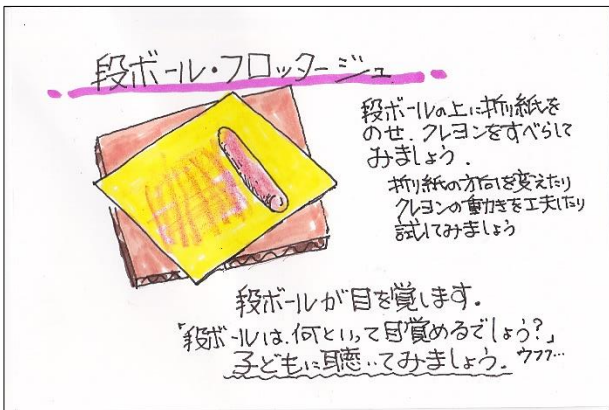 段ボール・フロッタージュ
段ボールの上に折り紙を
のせ、クレヨンをすべらして
みましょう。
折り紙の方向を変えたり
クレヨンの動きを工夫したり
試してみましょう
段ボールが目を覚します。
「段ボールは、何といって目覚めるでしょう?」
子どもに聴いてみましょう。ウフフ…